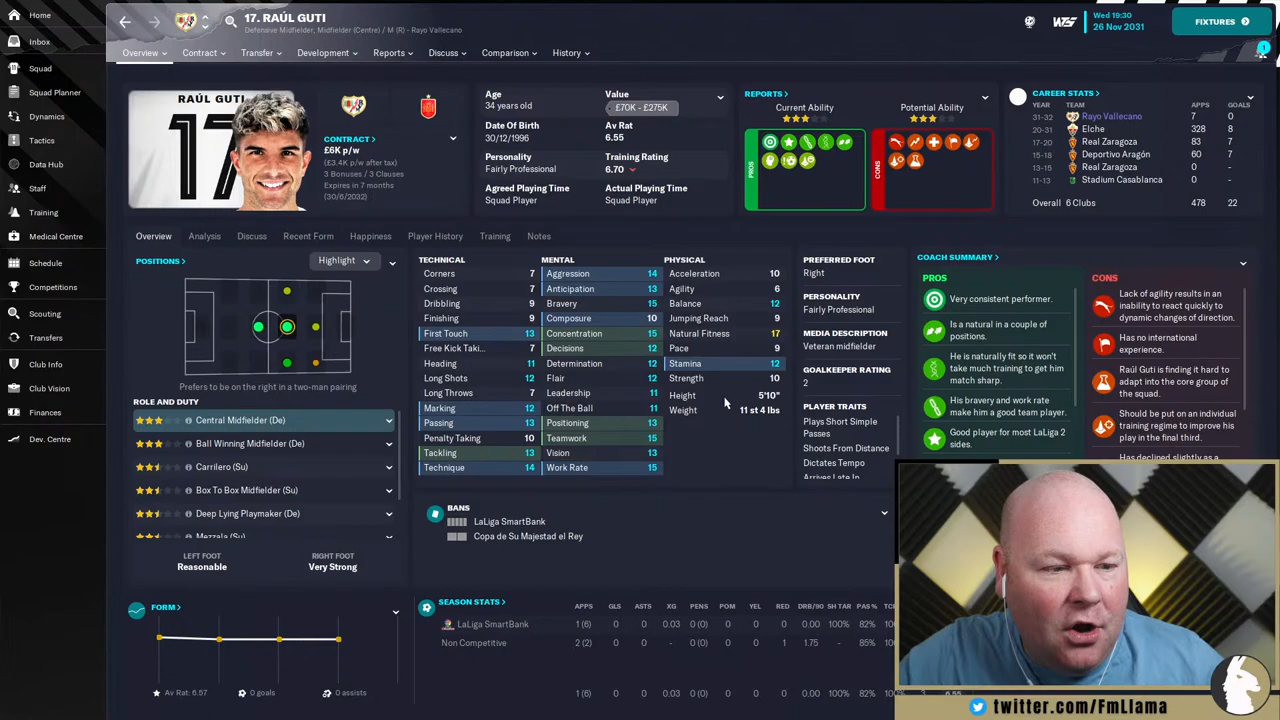 Home
Inbox
Squad
Squad Planner
Dynamics
Tactics
Data Hub
Staff
Training
Medical Centre
Schedule
Competitions
Scouting
Transfers
Club Info
Club Vision
Finances
Dev. Centre
17. RAÚL GUTI
Defensive Midfielder, Midfielder (Centre) / M (R) - Rayo Vallecano
Wed 19:30
26 Nov 2031
FIXTURES
1
Overview
Contract
Transfer
Development
Reports
Discuss
Comparison
History
RAÚL GUTI
17
CONTRACT
£6K p/w
(£3.4K p/w after tax)
3 Bonuses / 3 Clauses
Expires in 7 months
(30/6/2032)
Age
34 years old
Date Of Birth
30/12/1996
Personality
Fairly Professional
Agreed Playing Time
Squad Player
Value
£70K - £275K
Av Rat
6.55
Training Rating
6.70
Actual Playing Time
Squad Player
REPORTS
Current Ability
Potential Ability
PROS
CONS
CAREER STATS
YEAR TEAM APPS GOALS
31-32 Rayo Vallecano 7 0
20-31 Elche 328 8
17-20 Real Zaragoza 83 7
15-18 Deportivo Aragón 60 7
13-15 Real Zaragoza 0 -
11-13 Stadium Casablanca 0 -
Overall 6 Clubs 478 22
Overview
Analysis
Discuss
Recent Form
Happiness
Player History
Training
Notes
POSITIONS
Highlight
Prefers to be on the right in a two-man pairing
ROLE AND DUTY
Central Midfielder (De)
Ball Winning Midfielder (De)
Carrilero (Su)
Box To Box Midfielder (Su)
Deep Lying Playmaker (De)
Mezzala (Su)
LEFT FOOT
Reasonable
RIGHT FOOT
Very Strong
TECHNICAL
Corners 7
Crossing 7
Dribbling 9
Finishing 9
First Touch 13
Free Kick Taki... 7
Heading 11
Long Shots 12
Long Throws 7
Marking 12
Passing 13
Penalty Taking 10
Tackling 13
Technique 14
MENTAL
Aggression 14
Anticipation 13
Bravery 15
Composure 10
Concentration 15
Decisions 12
Determination 12
Flair 12
Leadership 11
Off The Ball 11
Positioning 13
Teamwork 15
Vision 13
Work Rate 15
PHYSICAL
Acceleration 10
Agility 6
Balance 12
Jumping Reach 9
Natural Fitness 17
Pace 9
Stamina 12
Strength 10
Height 5'10"
Weight 11 st 4 lbs
PREFERRED FOOT
Right
PERSONALITY
Fairly Professional
MEDIA DESCRIPTION
Veteran midfielder
GOALKEEPER RATING
2
PLAYER TRAITS
Plays Short Simple
Passes
Shoots From Distance
Dictates Tempo
Arrives Late In
COACH SUMMARY
PROS
Very consistent performer.
Is a natural in a couple of
positions.
He is naturally fit so it won't
take much training to get him
match sharp.
His bravery and work rate
make him a good team player.
Good player for most LaLiga 2
sides.
CONS
Lack of agility results in an
inability to react quickly to
dynamic changes of direction.
Has no international
experience.
Raúl Guti is finding it hard to
adapt into the core group of
the squad.
Should be put on an individual
training regime to improve his
play in the final third.
Has declined slightly as a
BANS
LaLiga SmartBank
Copa de Su Majestad el Rey
FORM
Av Rat: 6.57
0 goals
0 assists
SEASON STATS
APPS GLS ASTS XG PENS POM YEL RED DRB/90 SH TAR PAS%
LaLiga SmartBank 1 (6) 0 0 0.03 0 (0) 0 0 0 0.00 100% 82%
Non Competitive 2 (2) 0 0 - 0 (0) 0 0 1 1.75 - 85%
1 (6) 0 0 0.03 0 (0) 0 0 0 0.00 100% 82%
twitter.com/FmLlama